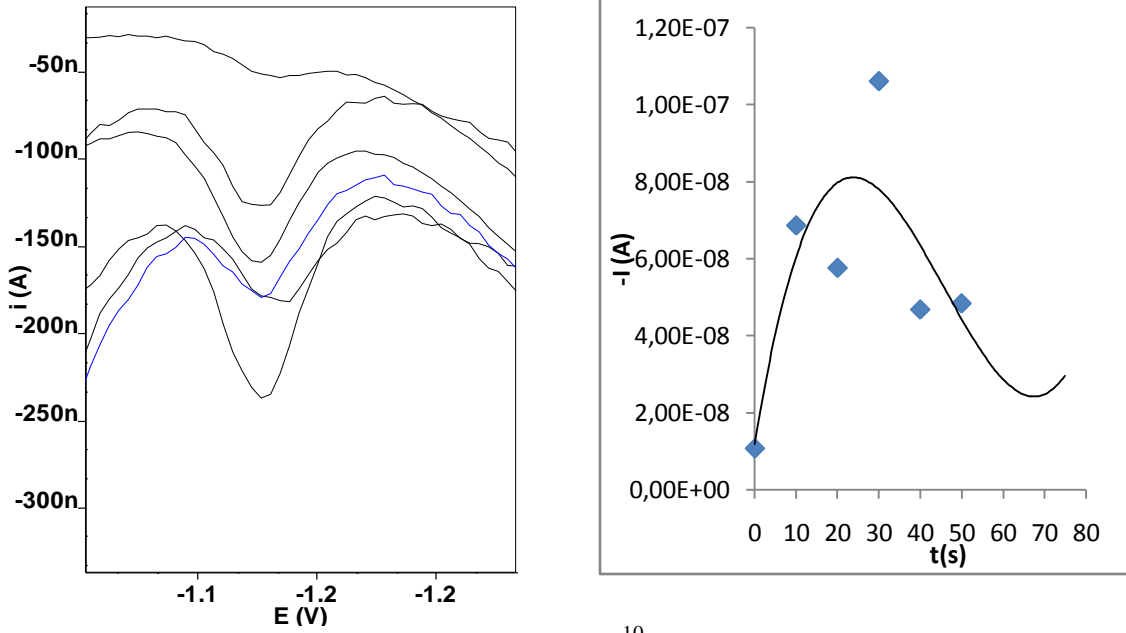 -50n
-100n
-150n
-200n
-250n
-300n
i (A)
-1.1
-1.2
-1.2
E (V)
1,20E-07
1,00E-07
8,00E-08
6,00E-08
4,00E-08
2,00E-08
0,00E+00
-I (A)
0 10 20 30 40 50 60 70 80
t(s)
10